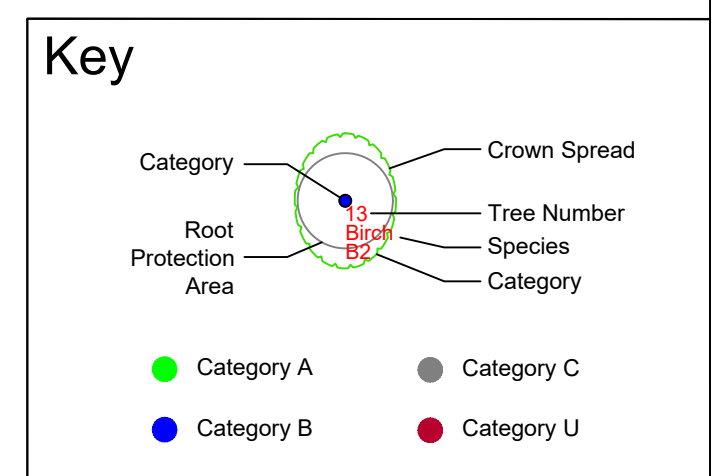 Key
Category
Root
Protection
Area
13
Birch
B2
Crown Spread
Tree Number
Species
Category
Category A
Category C
Category B
Category U